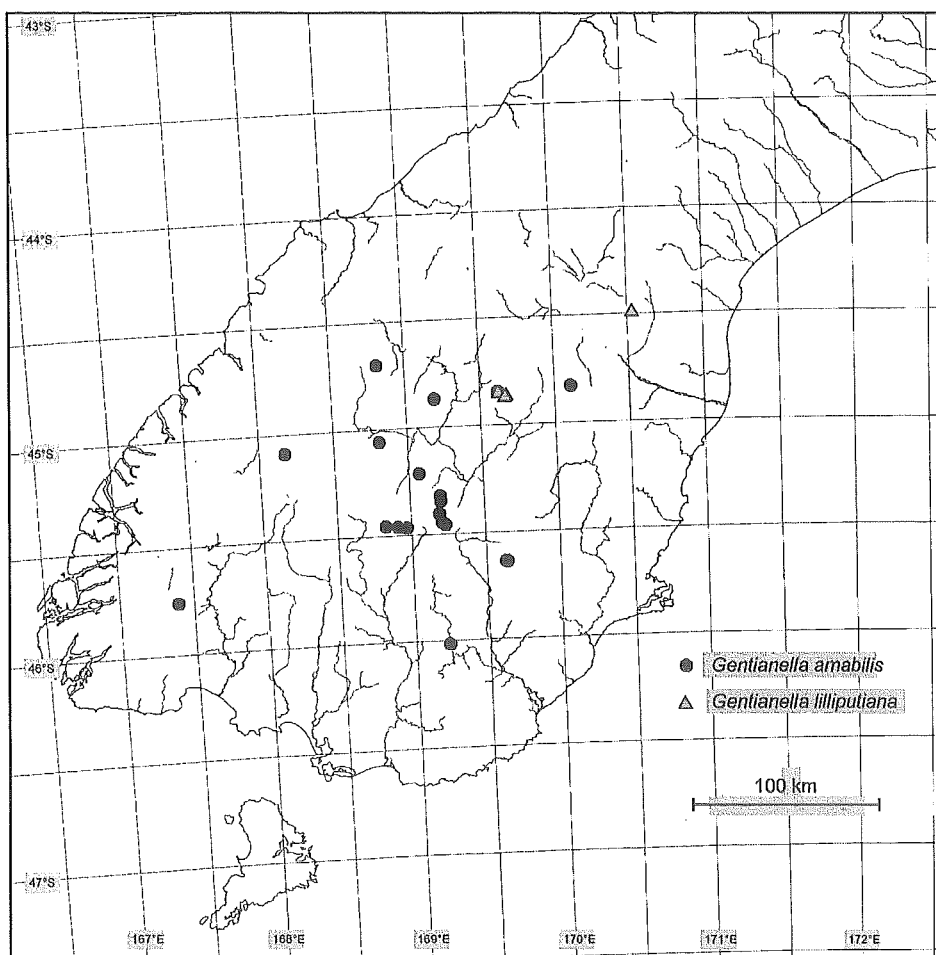 43°S
44°S
45°S
46°S
Gentianella amabilis
Gentianella lilliputiana
100 km
47°S
167°E 168°E 169°E 170°E 171°E 172°E